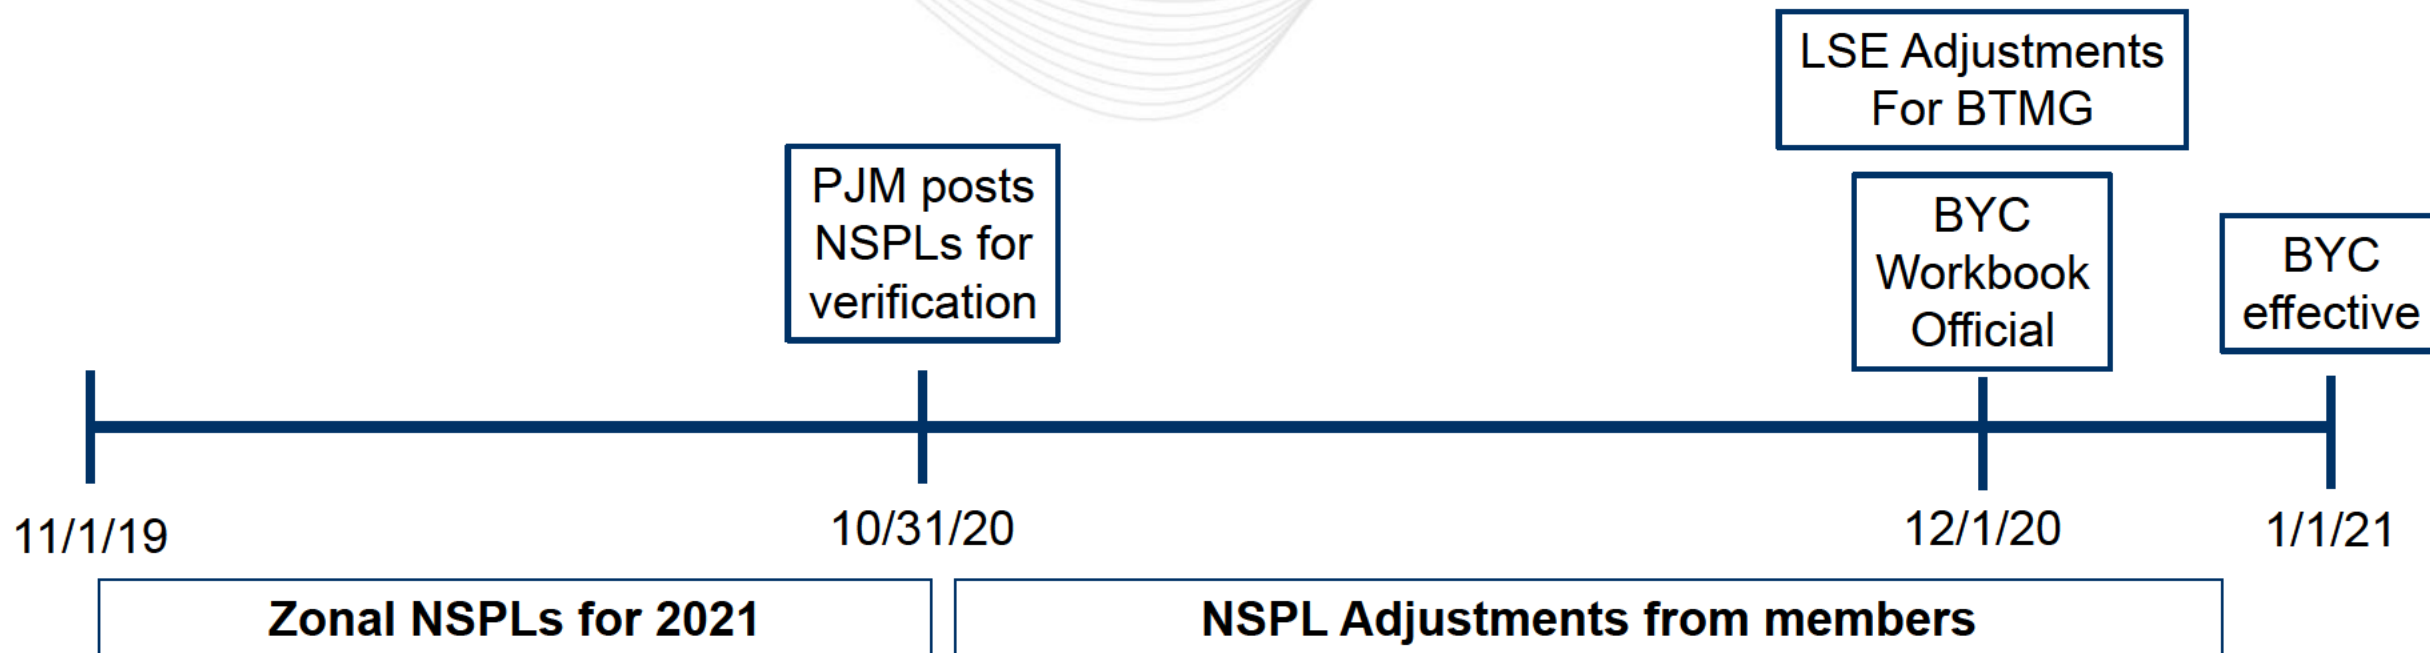 LSE Adjustments
For BTMG
PJM posts
NSPLs for
verification
BYC
Workbook
Official
BYC
effective
11/1/19
10/31/20
12/1/20
1/1/21
Zonal NSPLs for 2021
NSPL Adjustments from members